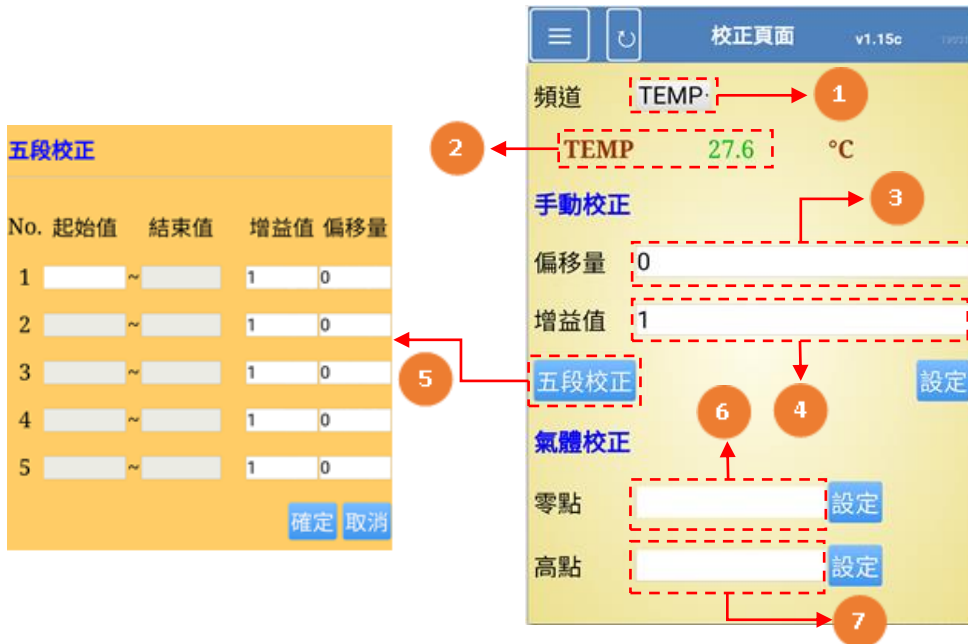 校正頁面 v1.15c
頻道 TEMP
1
2
TEMP 27.6 °C
手動校正
3
偏移量 0
增益值 1
五段校正 設定
4
5
6
氣體校正
零點 設定
高點 設定
7
五段校正
No. 起始值 結束值 增益值 偏移量
1 ~ 1 0
2 ~ 1 0
3 ~ 1 0
4 ~ 1 0
5 ~ 1 0
確定 取消